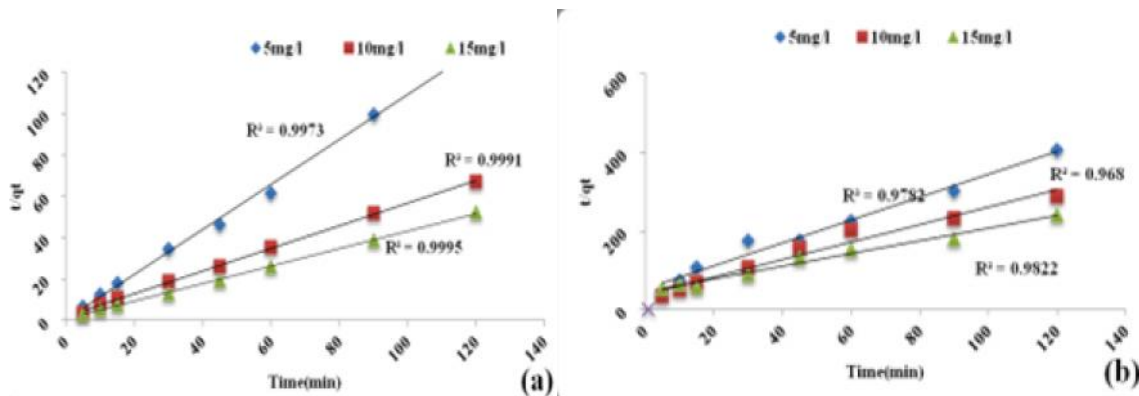 5mg/l 10mg/l 15mg/l
120
100
80
60
40
20
0
t/qt
R² = 0.9973
R² = 0.9991
R² = 0.9995
0 20 40 60 80 100 120 140
Time(min)
(a)
5mg/l 10mg/l 15mg/l
600
400
200
0
t/qt
R² = 0.9782
R² = 0.968
R² = 0.9822
20 40 60 80 100 120 140
Time(min)
(b)